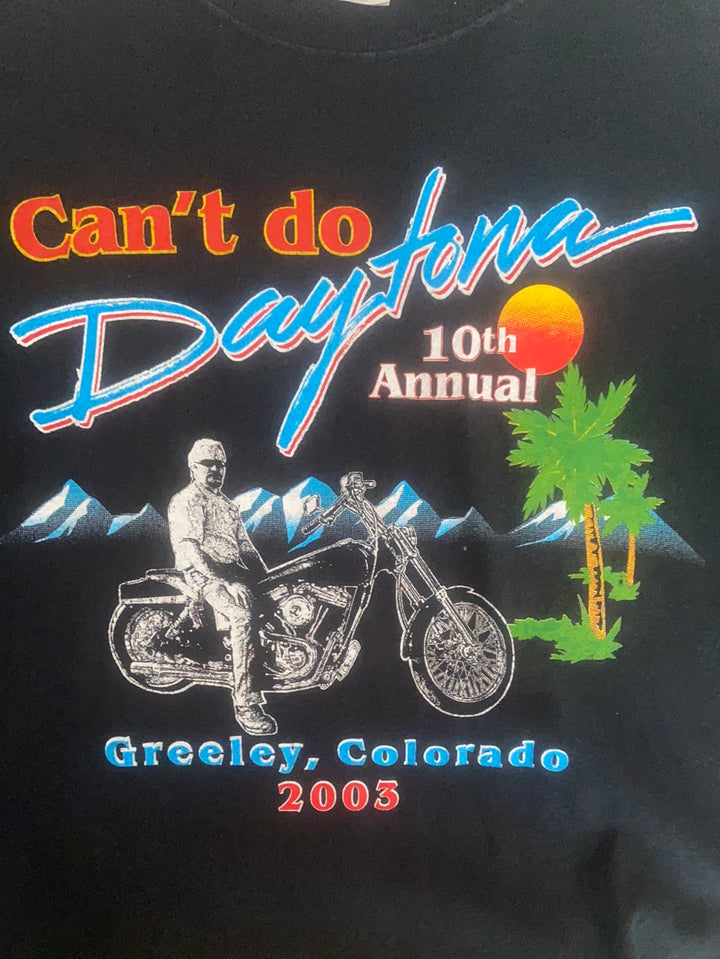 Can't do
Daytona
10th
Annual
Greeley, Colorado
2003